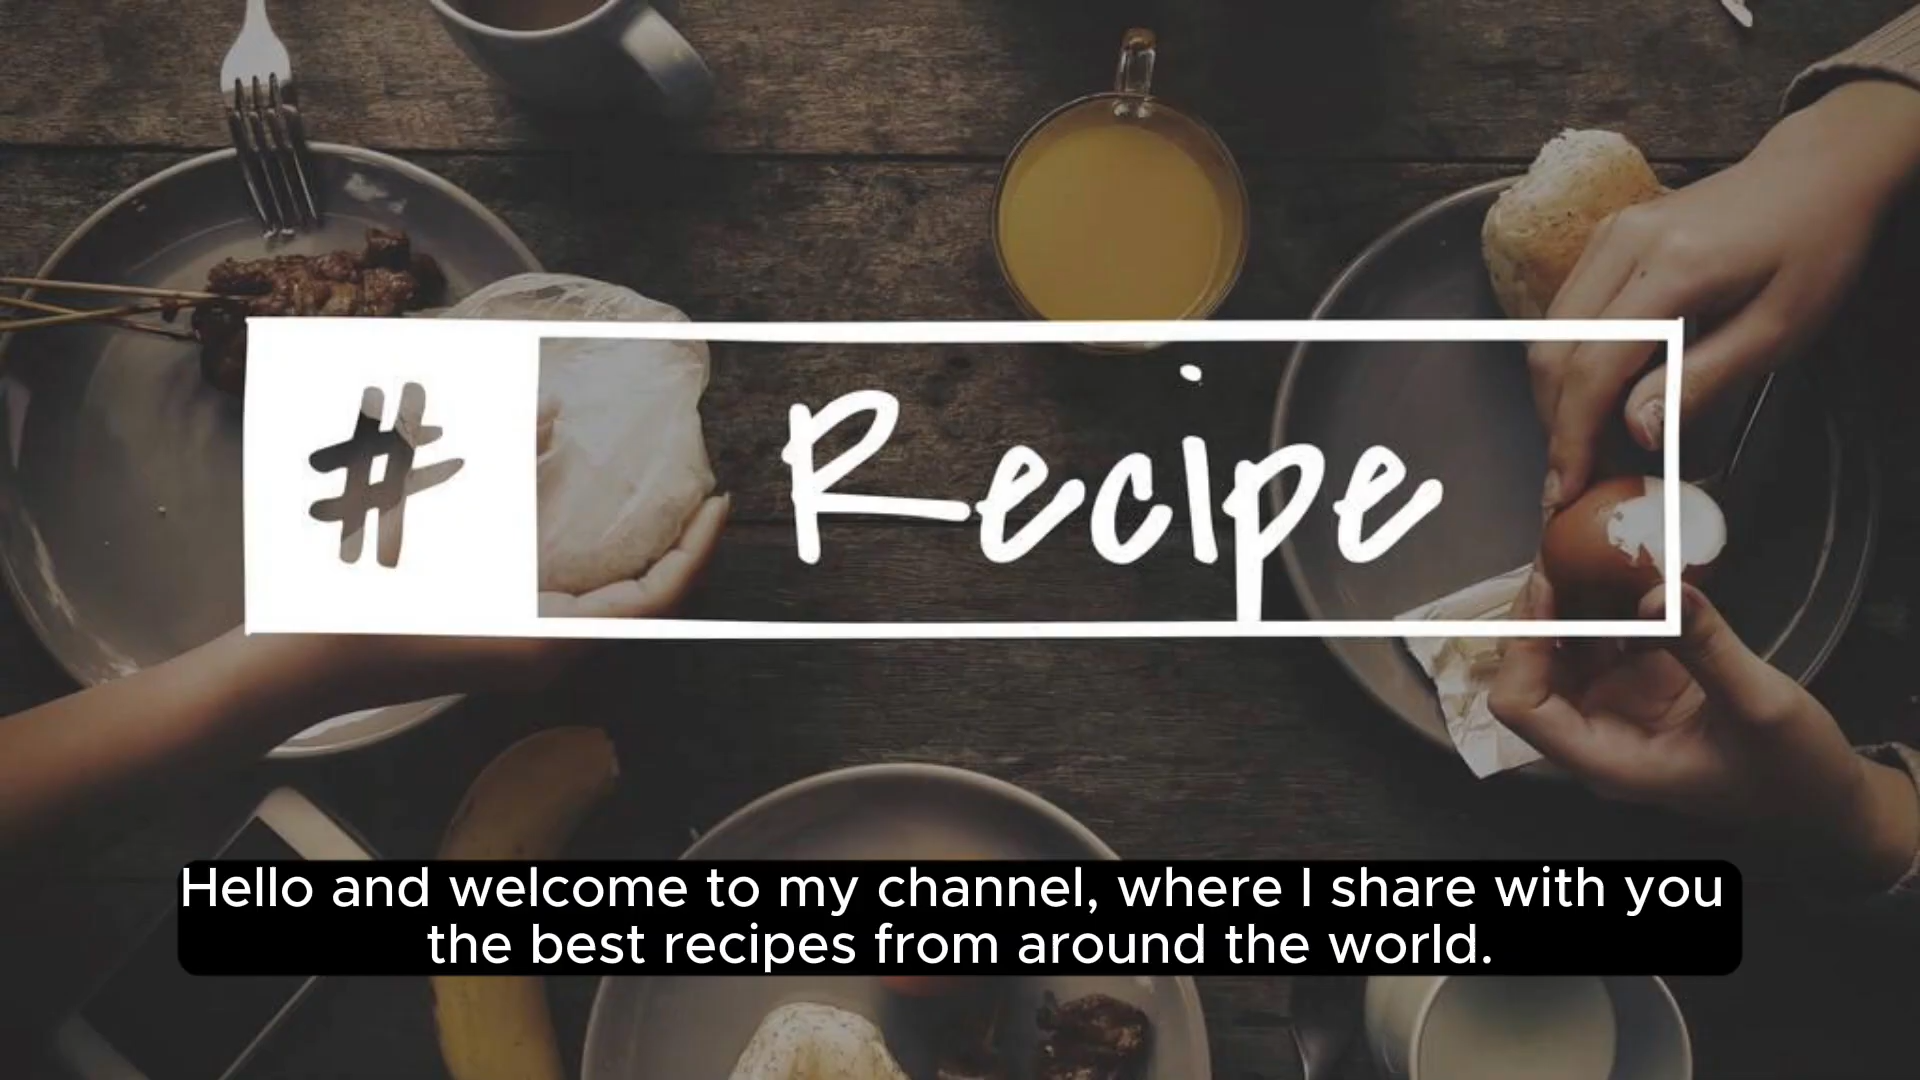 # Recipe
Hello and welcome to my channel, where I share with you
the best recipes from around the world.